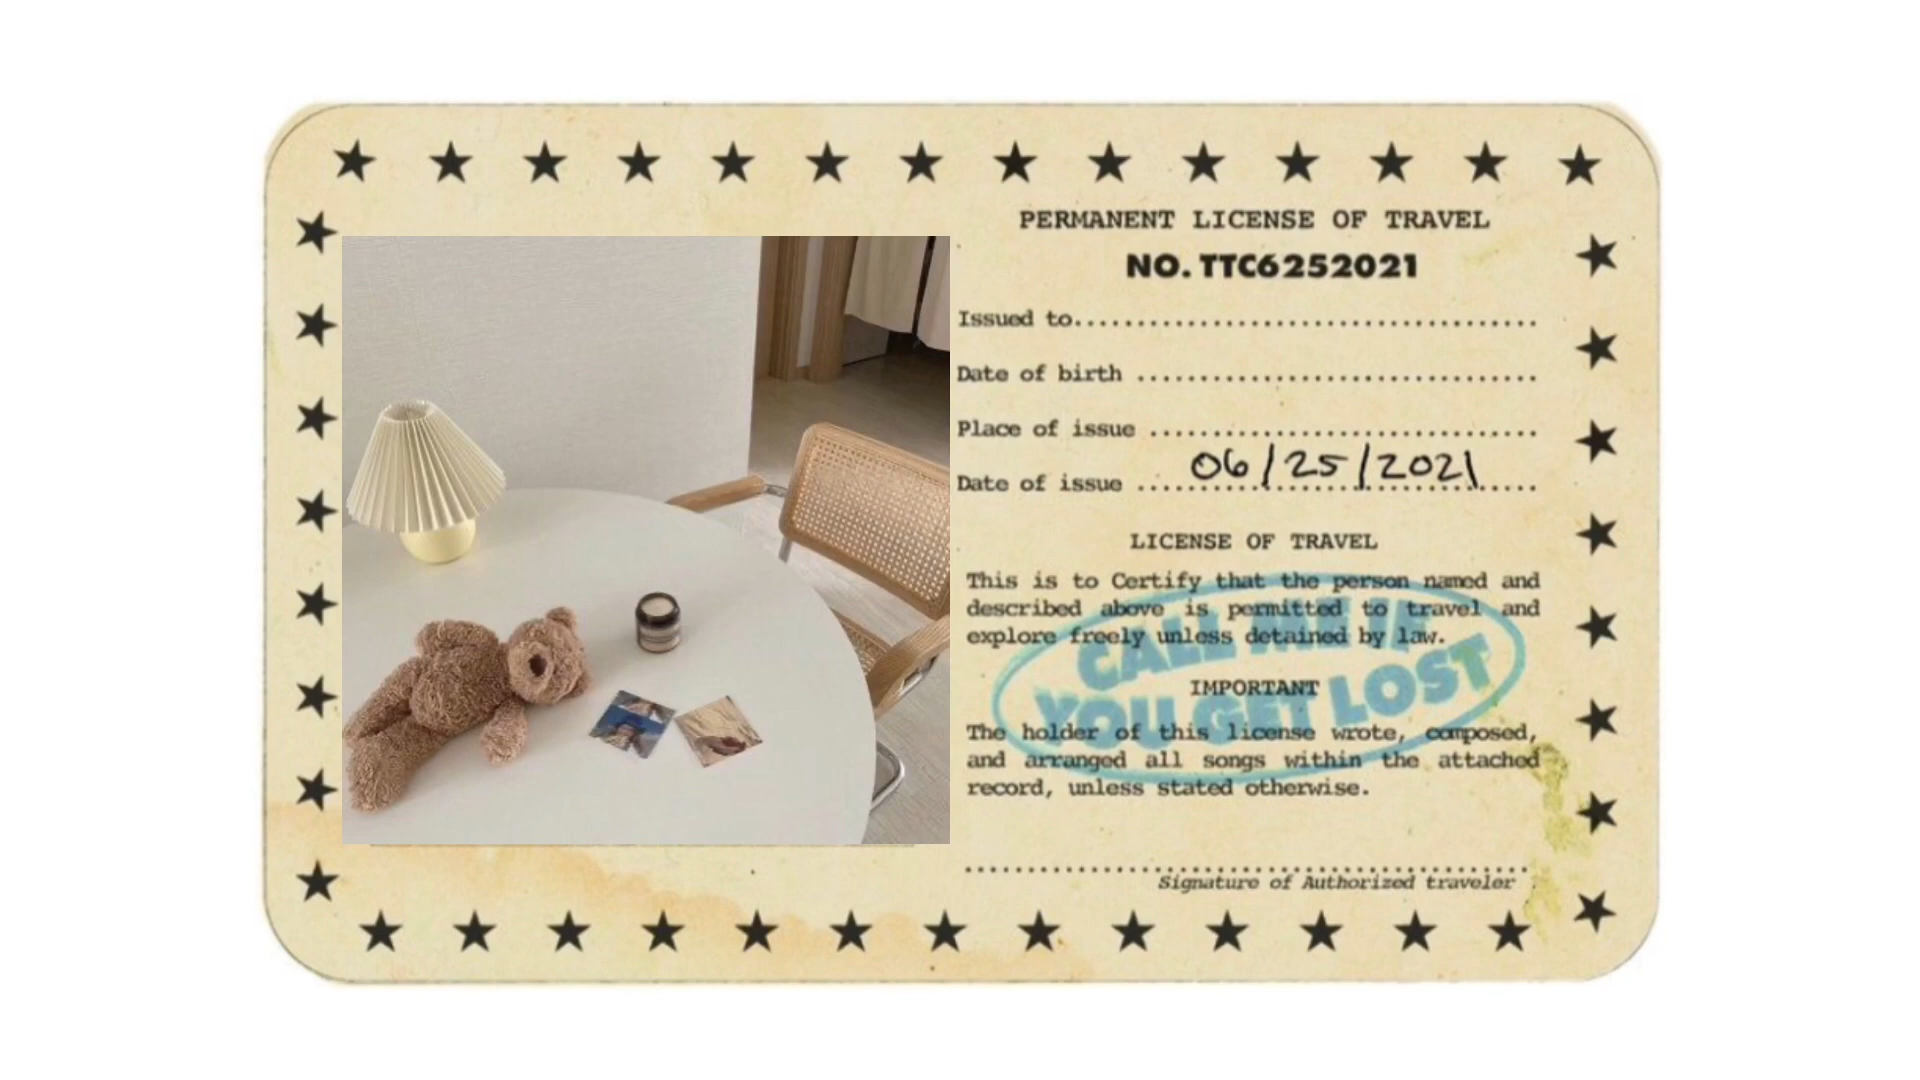 PERMANENT LICENSE OF TRAVEL
NO. TTC6252021
Issued to........................................
Date of birth ...................................
Place of issue ..................................
Date of issue ................................... 06/25/2021
LICENSE OF TRAVEL
This is to Certify that the person named and
described above is permitted to travel and
explore freely unless detained by law.
CALL ME IF
YOU GET LOST
IMPORTANT
The holder of this license wrote, composed,
and arranged all songs within the attached
record, unless stated otherwise.
Signature of Authorized traveler